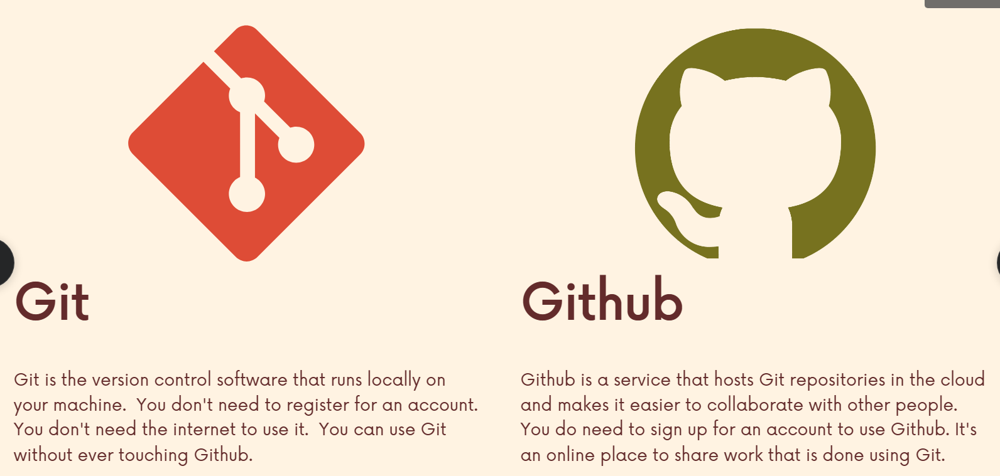 Git
Git is the version control software that runs locally on
your machine.  You don't need to register for an account.
You don't need the internet to use it.  You can use Git
without ever touching Github.
Github
Github is a service that hosts Git repositories in the cloud
and makes it easier to collaborate with other people.
You do need to sign up for an account to use Github. It's
an online place to share work that is done using Git.